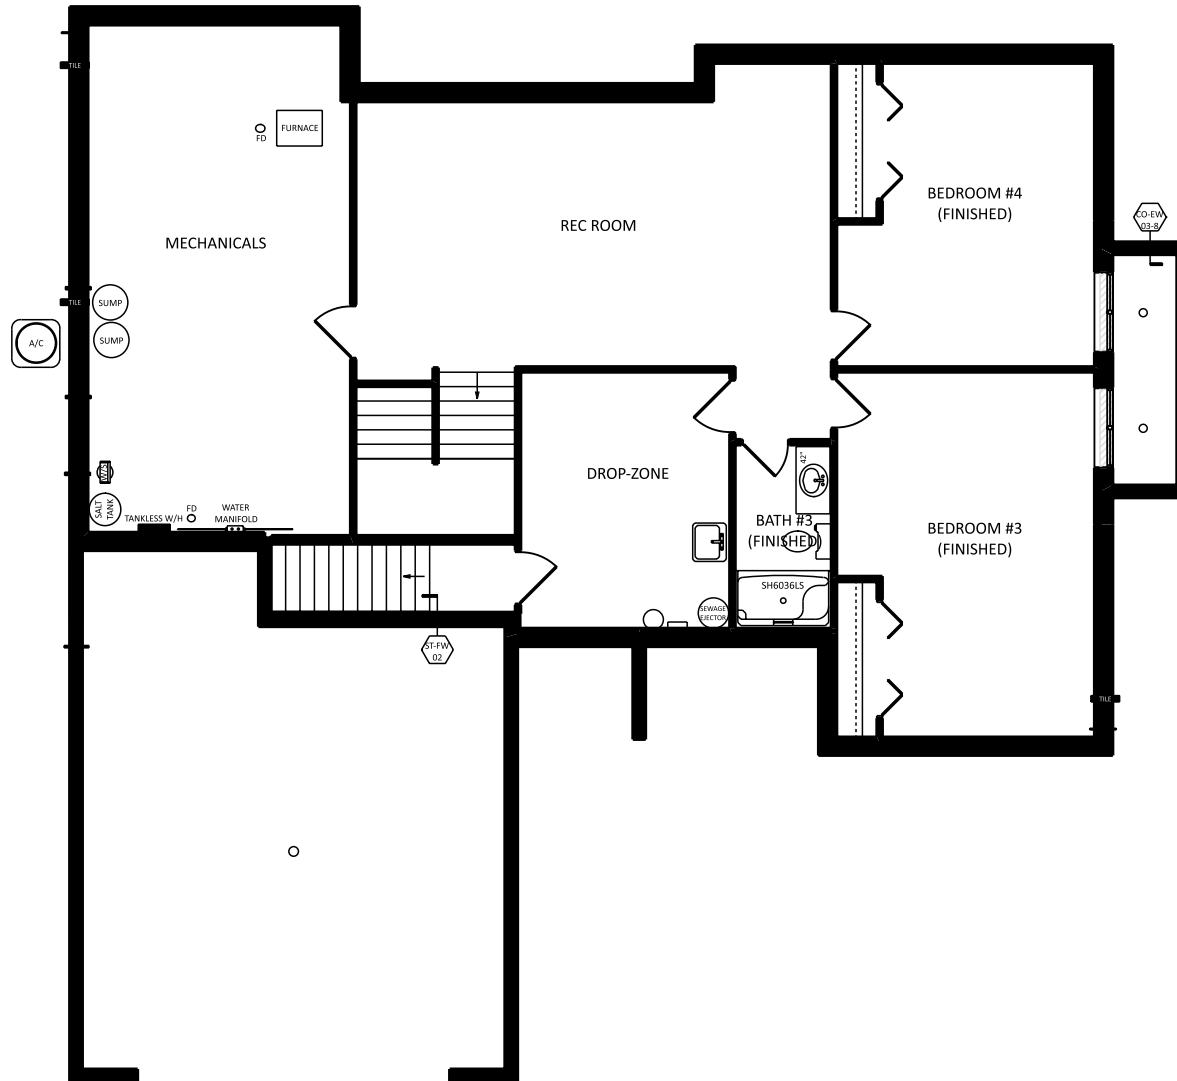 TILE
FURNACE
FD
BEDROOM #4
(FINISHED)
CO-EW
03-8
REC ROOM
MECHANICALS
TILE
SUMP
SUMP
A/C
DROP-ZONE
42"
W/S
SALT
TANK
TANKLESS W/H
FD
WATER
MANIFOLD
BATH #3
(FINISHED)
BEDROOM #3
(FINISHED)
SH6036LS
SEWAGE
EJECTOR
ST-FW
02
TILE